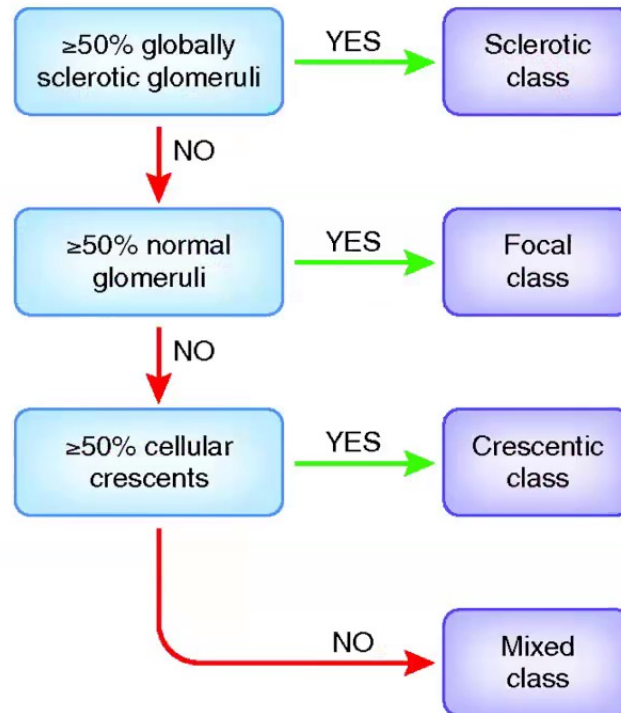 ≥50% globally
sclerotic glomeruli
YES
Sclerotic
class
NO
≥50% normal
glomeruli
YES
Focal
class
NO
≥50% cellular
crescents
YES
Crescentic
class
NO
Mixed
class